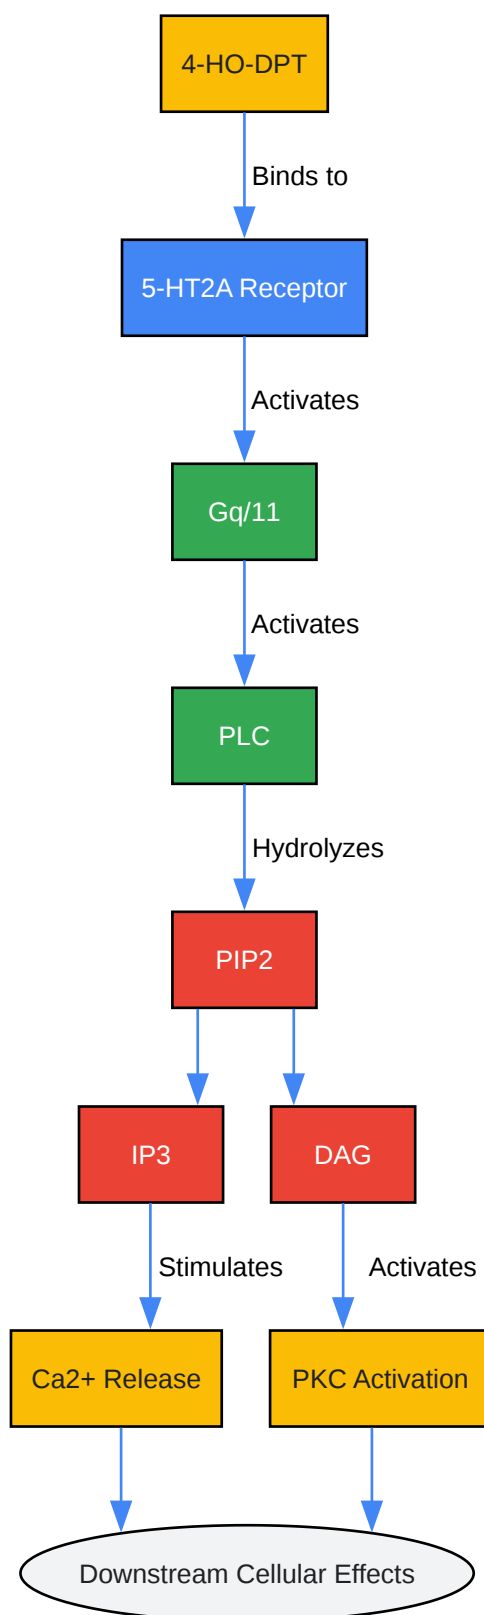 4-HO-DPT
Binds to
5-HT2A Receptor
Activates
Gq/11
Activates
PLC
Hydrolyzes
PIP2
IP3
DAG
Stimulates
Activates
Ca2+ Release
PKC Activation
Downstream Cellular Effects